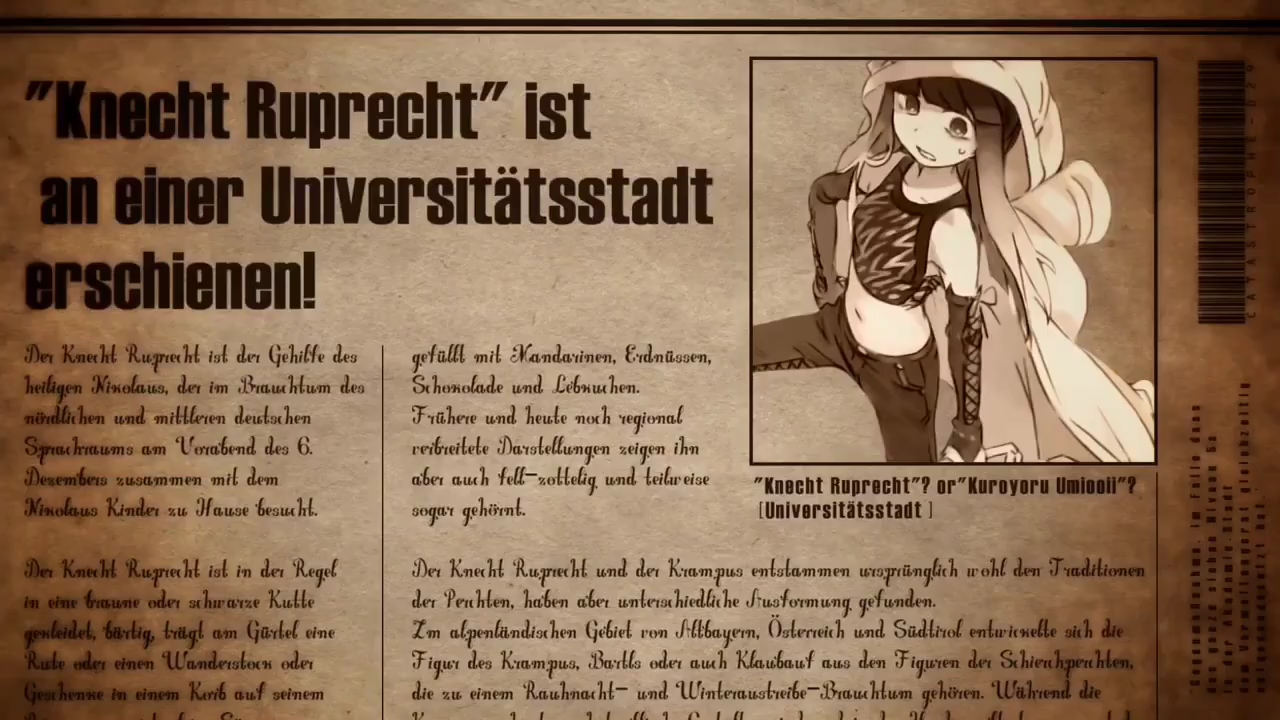 "Knecht Ruprecht" ist
an einer Universitätsstadt
erschienen!
Der Knecht Ruprecht ist der Gehilfe des
heiligen Nikolaus, der im Brauchtum des
nördlichen und mittleren deutschen
Sprachraums am Vorabend des 6.
Dezembers zusammen mit dem
Nikolaus Kinder zu Hause besucht.
Der Knecht Ruprecht ist in der Regel
in eine braune oder schwarze Kutte
gekleidet, bärtig, trägt am Gürtel eine
Rute oder einen Wanderstock oder
Geschenke in einem Korb auf seinem
gefüllt mit Mandarinen, Erdnüssen,
Schokolade und Lebkuchen.
Frühere und heute noch regional
verbreitete Darstellungen zeigen ihn
aber auch fell-zottelig und teilweise
sogar gehörnt.
Der Knecht Ruprecht und der Krampus entstammen ursprünglich wohl den Traditionen
der Perchten, haben aber unterschiedliche Ausformung gefunden.
Im alpenländischen Gebiet von Altbayern, Österreich und Südtirol entwickelte sich die
Figur des Krampus, Bartls oder auch Klaubauf aus den Figuren der Schierchperchten,
die zu einem Rauhnacht- und Winteraustreibe-Brauchtum gehören. Während die
"Knecht Ruprecht"? or"Kuroyoru Umiooii"?
[Universitätsstadt ]
CATASTROPHE-029